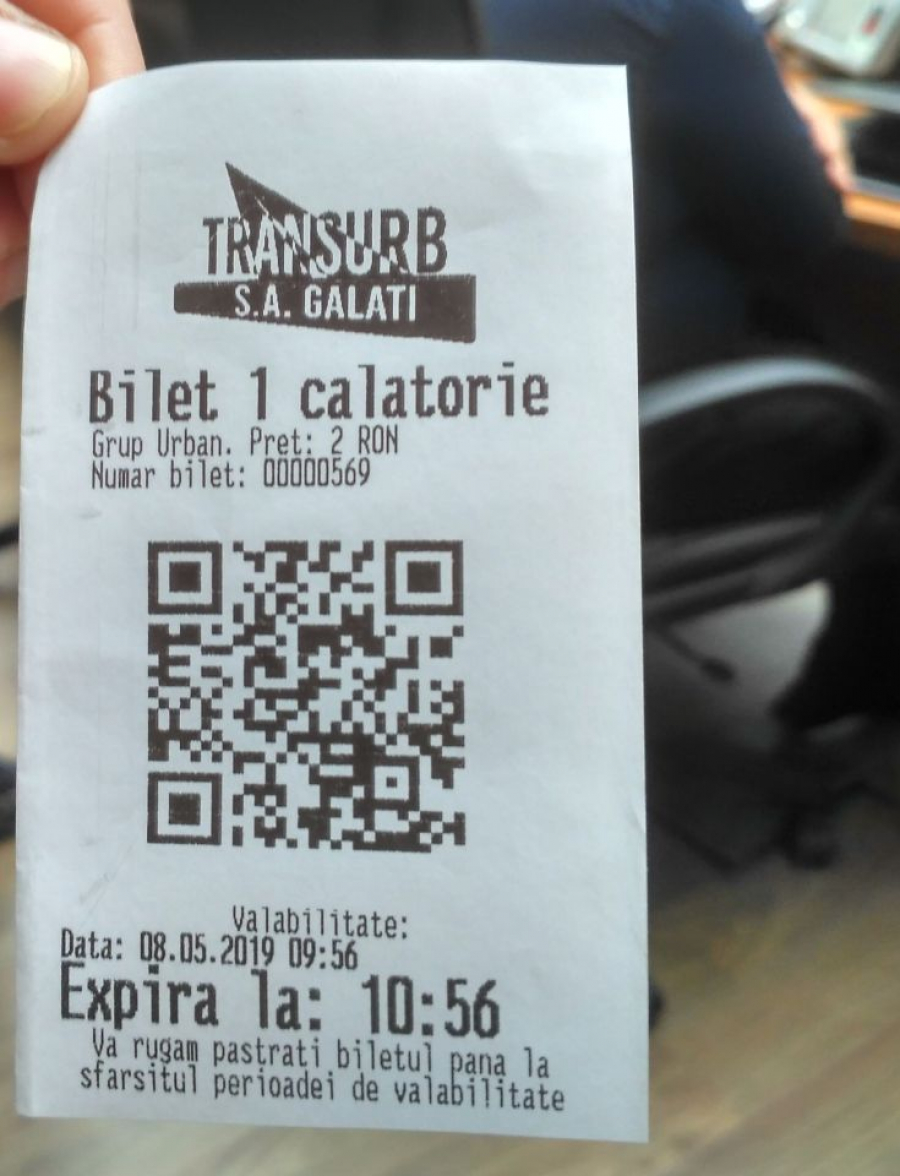 TRANSURB
S.A. GALATI
Bilet 1 calatorie
Grup Urban. Pret: 2 RON
Numar bilet: 00000569
Valabilitate:
Data: 08.05.2019 09:56
Expira la: 10:56
Va rugam pastrati biletul pana la
sfarsitul perioadei de valabilitate